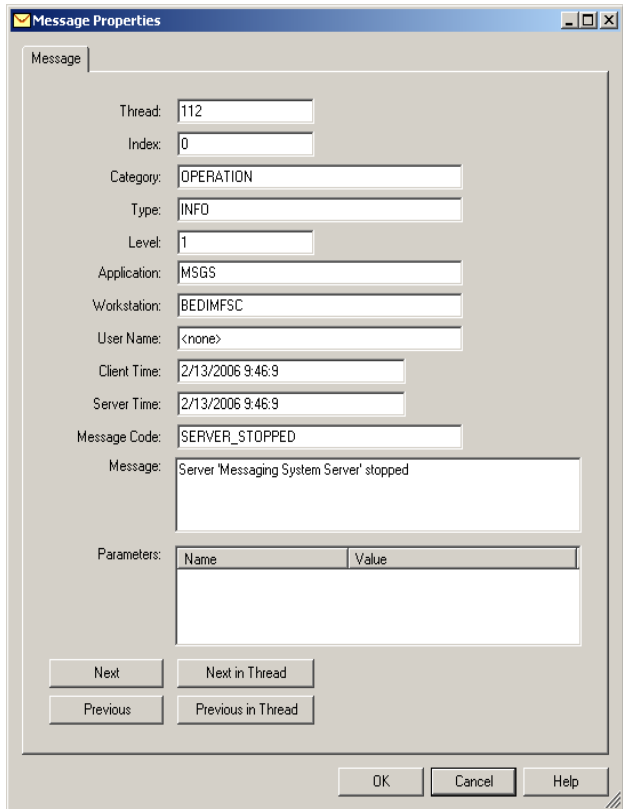 Message Properties
Message
Thread: 112
Index: 0
Category: OPERATION
Type: INFO
Level: 1
Application: MSGS
Workstation: BEDIMFSC
User Name: <none>
Client Time: 2/13/2006 9:46:9
Server Time: 2/13/2006 9:46:9
Message Code: SERVER_STOPPED
Message: Server 'Messaging System Server' stopped
Parameters: Name Value
Next Next in Thread
Previous Previous in Thread
OK Cancel Help